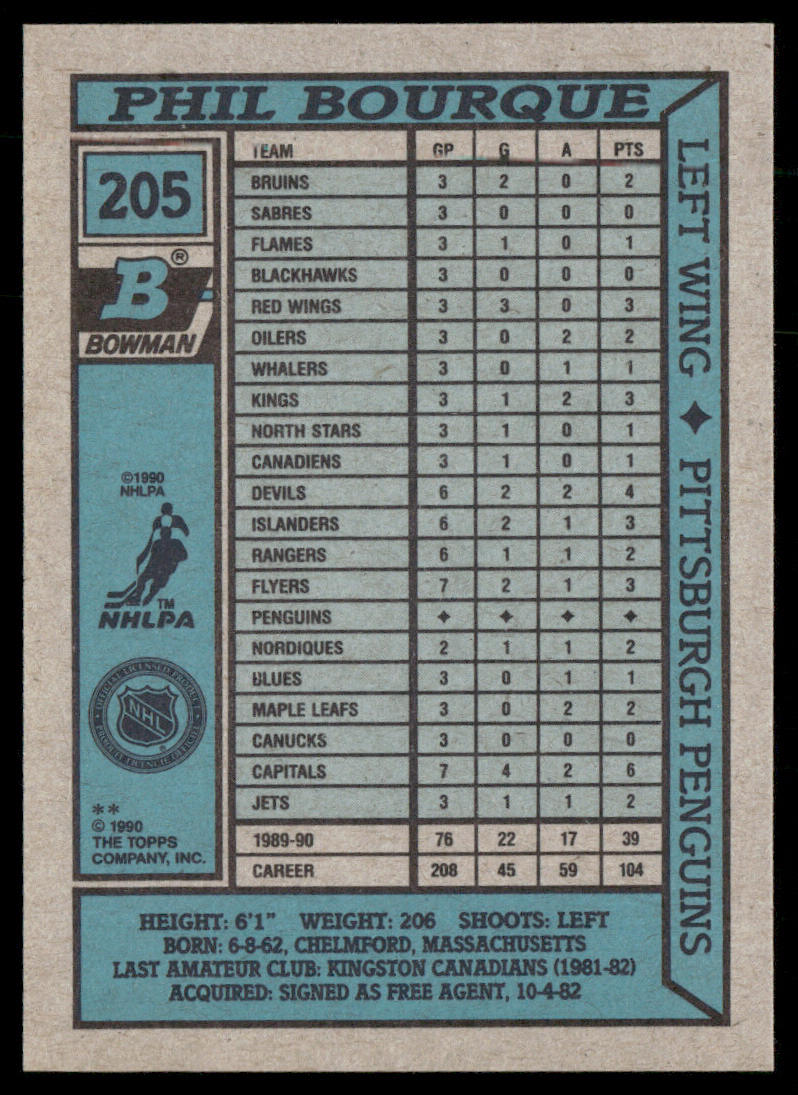 PHIL BOURQUE
205
B®
BOWMAN
©1990
NHLPA
TM
NHLPA
OFFICIAL LICENSED PRODUCT
NHL
PRODUIT LICENCIE OFFICIEL
**
© 1990
THE TOPPS
COMPANY, INC.
TEAM GP G A PTS
BRUINS 3 2 0 2
SABRES 3 0 0 0
FLAMES 3 1 0 1
BLACKHAWKS 3 0 0 0
RED WINGS 3 3 0 3
OILERS 3 0 2 2
WHALERS 3 0 1 1
KINGS 3 1 2 3
NORTH STARS 3 1 0 1
CANADIENS 3 1 0 1
DEVILS 6 2 2 4
ISLANDERS 6 2 1 3
RANGERS 6 1 1 2
FLYERS 7 2 1 3
PENGUINS ✦ ✦ ✦ ✦
NORDIQUES 2 1 1 2
BLUES 3 0 1 1
MAPLE LEAFS 3 0 2 2
CANUCKS 3 0 0 0
CAPITALS 7 4 2 6
JETS 3 1 1 2
1989-90 76 22 17 39
CAREER 208 45 59 104
LEFT WING ✦ PITTSBURGH PENGUINS
HEIGHT: 6'1" WEIGHT: 206 SHOOTS: LEFT
BORN: 6-8-62, CHELMFORD, MASSACHUSETTS
LAST AMATEUR CLUB: KINGSTON CANADIANS (1981-82)
ACQUIRED: SIGNED AS FREE AGENT, 10-4-82